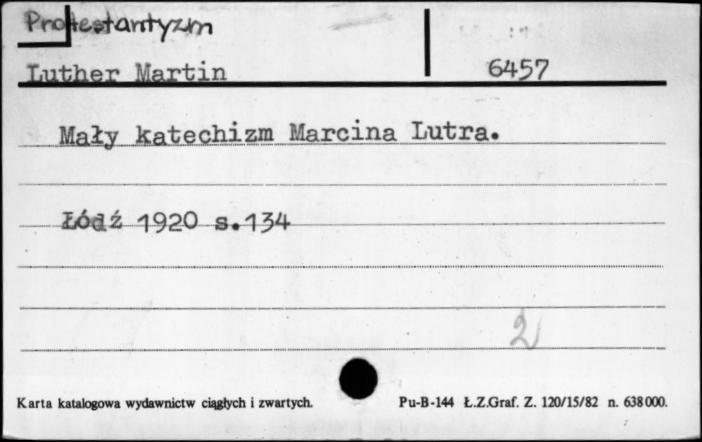 Protestantyzm
Luther Martin 6457
Mały katechizm Marcina Lutra.
Łódź 1920 s.134
2
Karta katalogowa wydawnictw ciągłych i zwartych. Pu-B-144 Ł.Z.Graf. Z. 120/15/82 n. 638000.